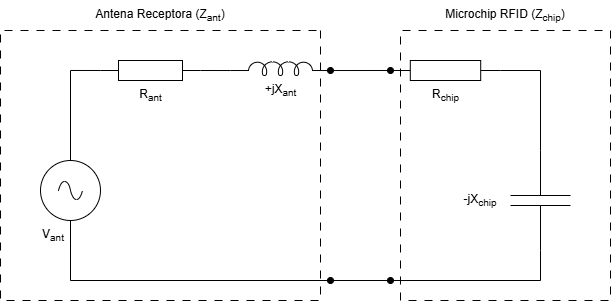 Antena Receptora (Zant)
Microchip RFID (Zchip)
Rant
+jXant
Rchip
-jXchip
Vant